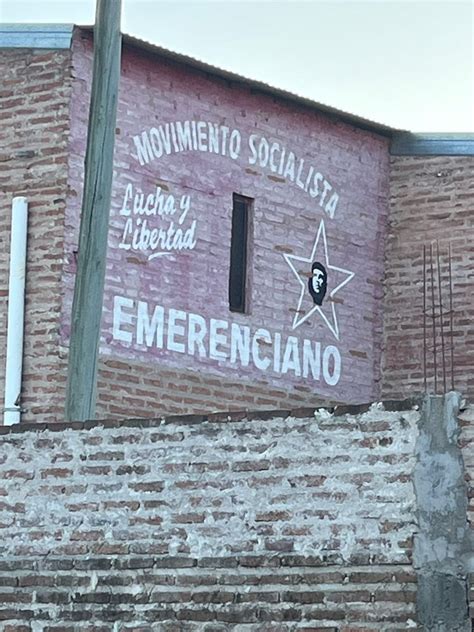 MOVIMIENTO SOCIALISTA
Lucha y
Libertad
EMERENCIANO